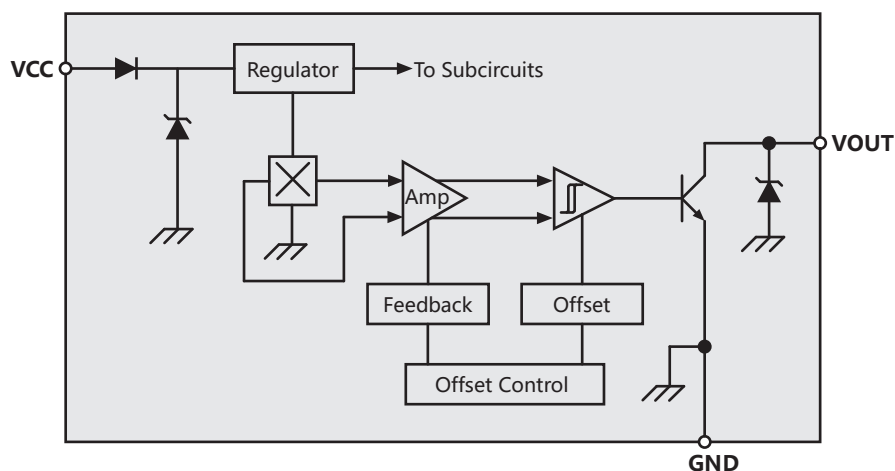 VCC
Regulator
To Subcircuits
VOUT
Amp
Feedback
Offset
Offset Control
GND